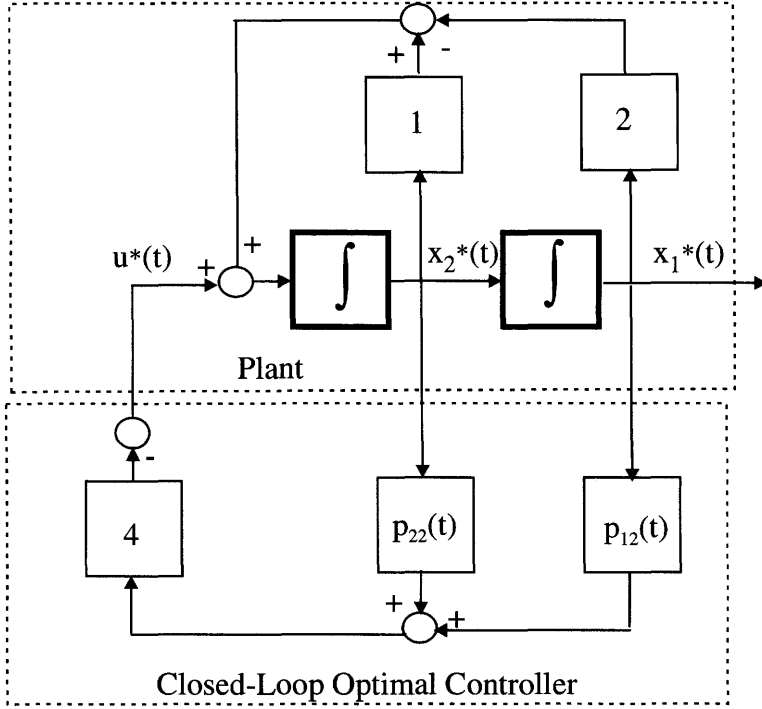 + -
1
2
u*(t)
+
+
∫
x₂*(t)
∫
x₁*(t)
Plant
-
4
p₂₂(t)
p₁₂(t)
+
+
Closed-Loop Optimal Controller